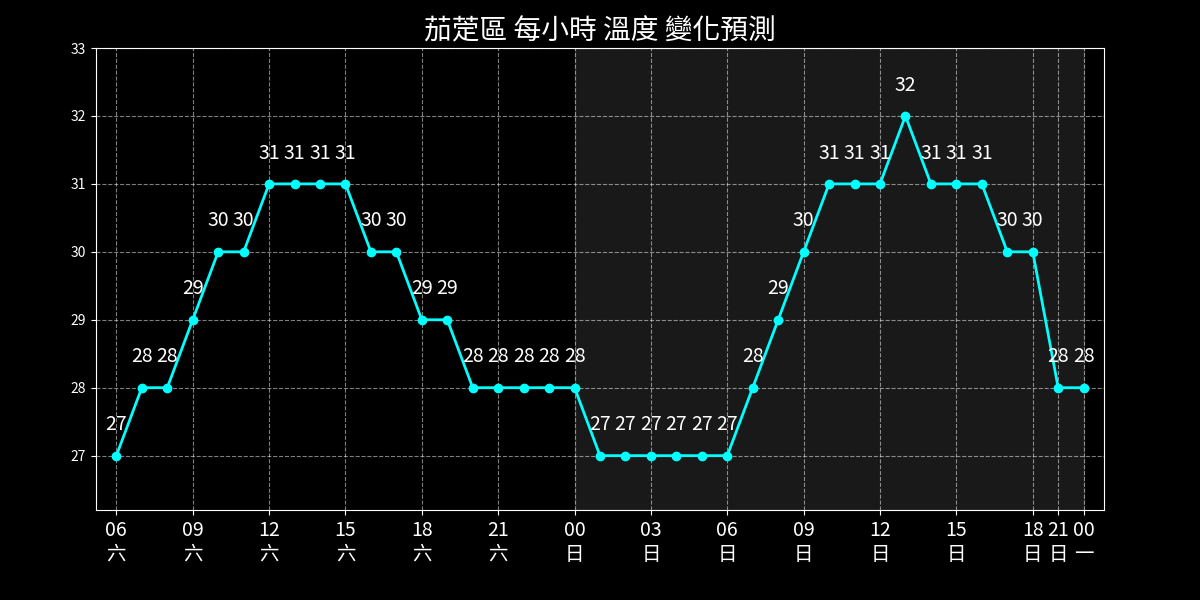 茄萣區 每小時 溫度 變化預測
33
32
32
31 31 31 31 31 31 31 31 31 31
31
30 30 30 30 30 30 30
30
29 29 29 29
29
28 28 28 28 28 28 28 28 28 28
28
27 27 27 27 27 27 27
27
06 09 12 15 18 21 00 03 06 09 12 15 18 21 00
六 六 六 六 六 六 日 日 日 日 日 日 日 日 一